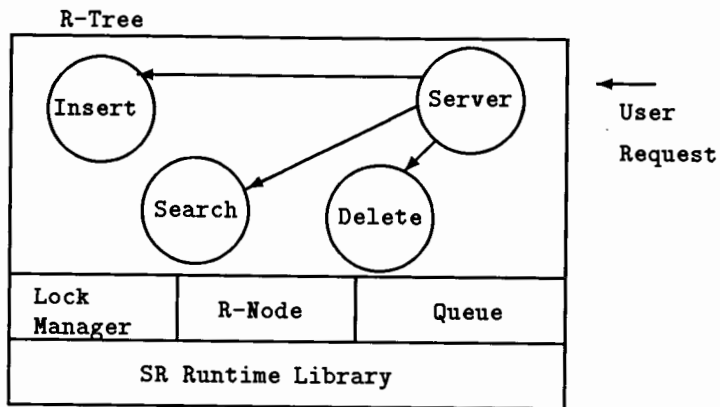 R-Tree
Insert
Server
User
Request
Search
Delete
Lock
Manager
R-Node
Queue
SR Runtime Library